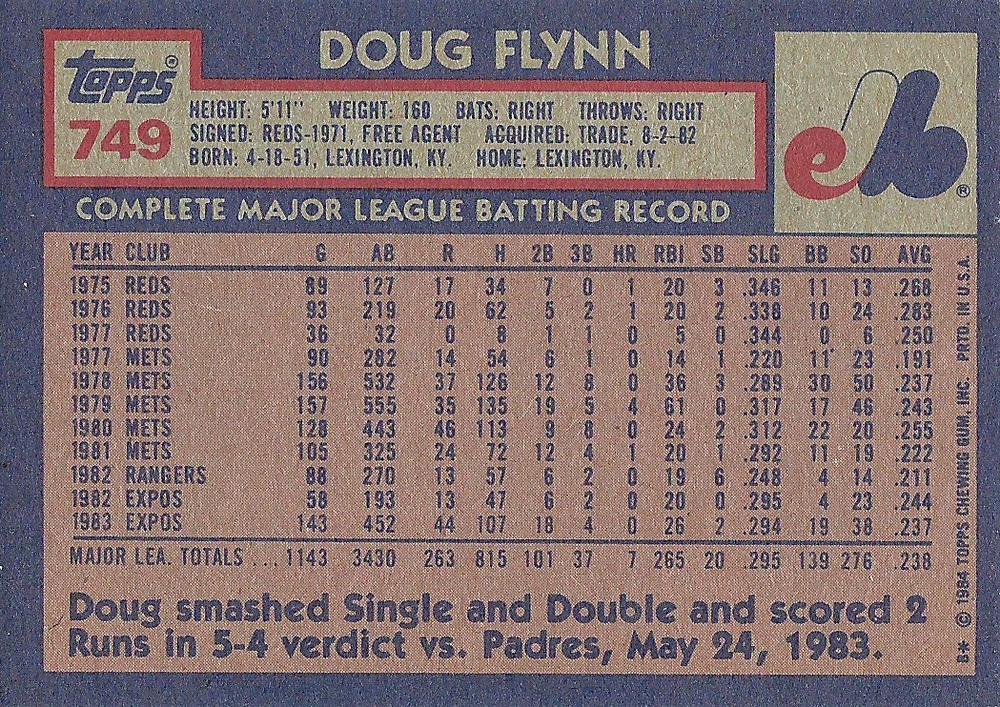 DOUG FLYNN
Topps®
749
HEIGHT: 5'11" WEIGHT: 160 BATS: RIGHT THROWS: RIGHT
SIGNED: REDS-1971, FREE AGENT ACQUIRED: TRADE, 8-2-82
BORN: 4-18-51, LEXINGTON, KY. HOME: LEXINGTON, KY.
eb®
COMPLETE MAJOR LEAGUE BATTING RECORD
YEAR CLUB G AB R H 2B 3B HR RBI SB SLG BB SO AVG
1975 REDS 89 127 17 34 7 0 1 20 3 .346 11 13 .268
1976 REDS 93 219 20 62 5 2 1 20 2 .338 10 24 .283
1977 REDS 36 32 0 8 1 1 0 5 0 .344 0 6 .250
1977 METS 90 282 14 54 6 1 0 14 1 .220 11 23 .191
1978 METS 156 532 37 126 12 8 0 36 3 .289 30 50 .237
1979 METS 157 555 35 135 19 5 4 61 0 .317 17 46 .243
1980 METS 128 443 46 113 9 8 0 24 2 .312 22 20 .255
1981 METS 105 325 24 72 12 4 1 20 1 .292 11 19 .222
1982 RANGERS 88 270 13 57 6 2 0 19 6 .248 4 14 .211
1982 EXPOS 58 193 13 47 6 2 0 20 0 .295 4 23 .244
1983 EXPOS 143 452 44 107 18 4 0 26 2 .294 19 38 .237
MAJOR LEA. TOTALS ... 1143 3430 263 815 101 37 7 265 20 .295 139 276 .238
Doug smashed Single and Double and scored 2
Runs in 5-4 verdict vs. Padres, May 24, 1983.
B* © 1984 TOPPS CHEWING GUM, INC. PRTD. IN U.S.A.